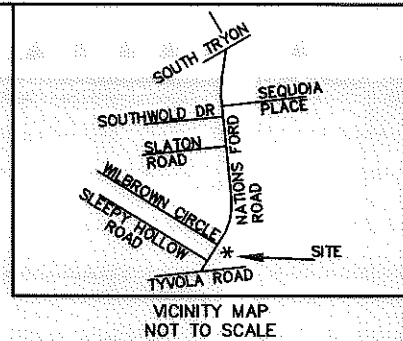 SOUTH TRYON
SEQUOIA
PLACE
SOUTHWOLD DR
SLATON
ROAD
NATIONS FORD
ROAD
WILBROWN CIRCLE
SLEEPY HOLLOW
ROAD
* SITE
TYVOLA ROAD
VICINITY MAP
NOT TO SCALE